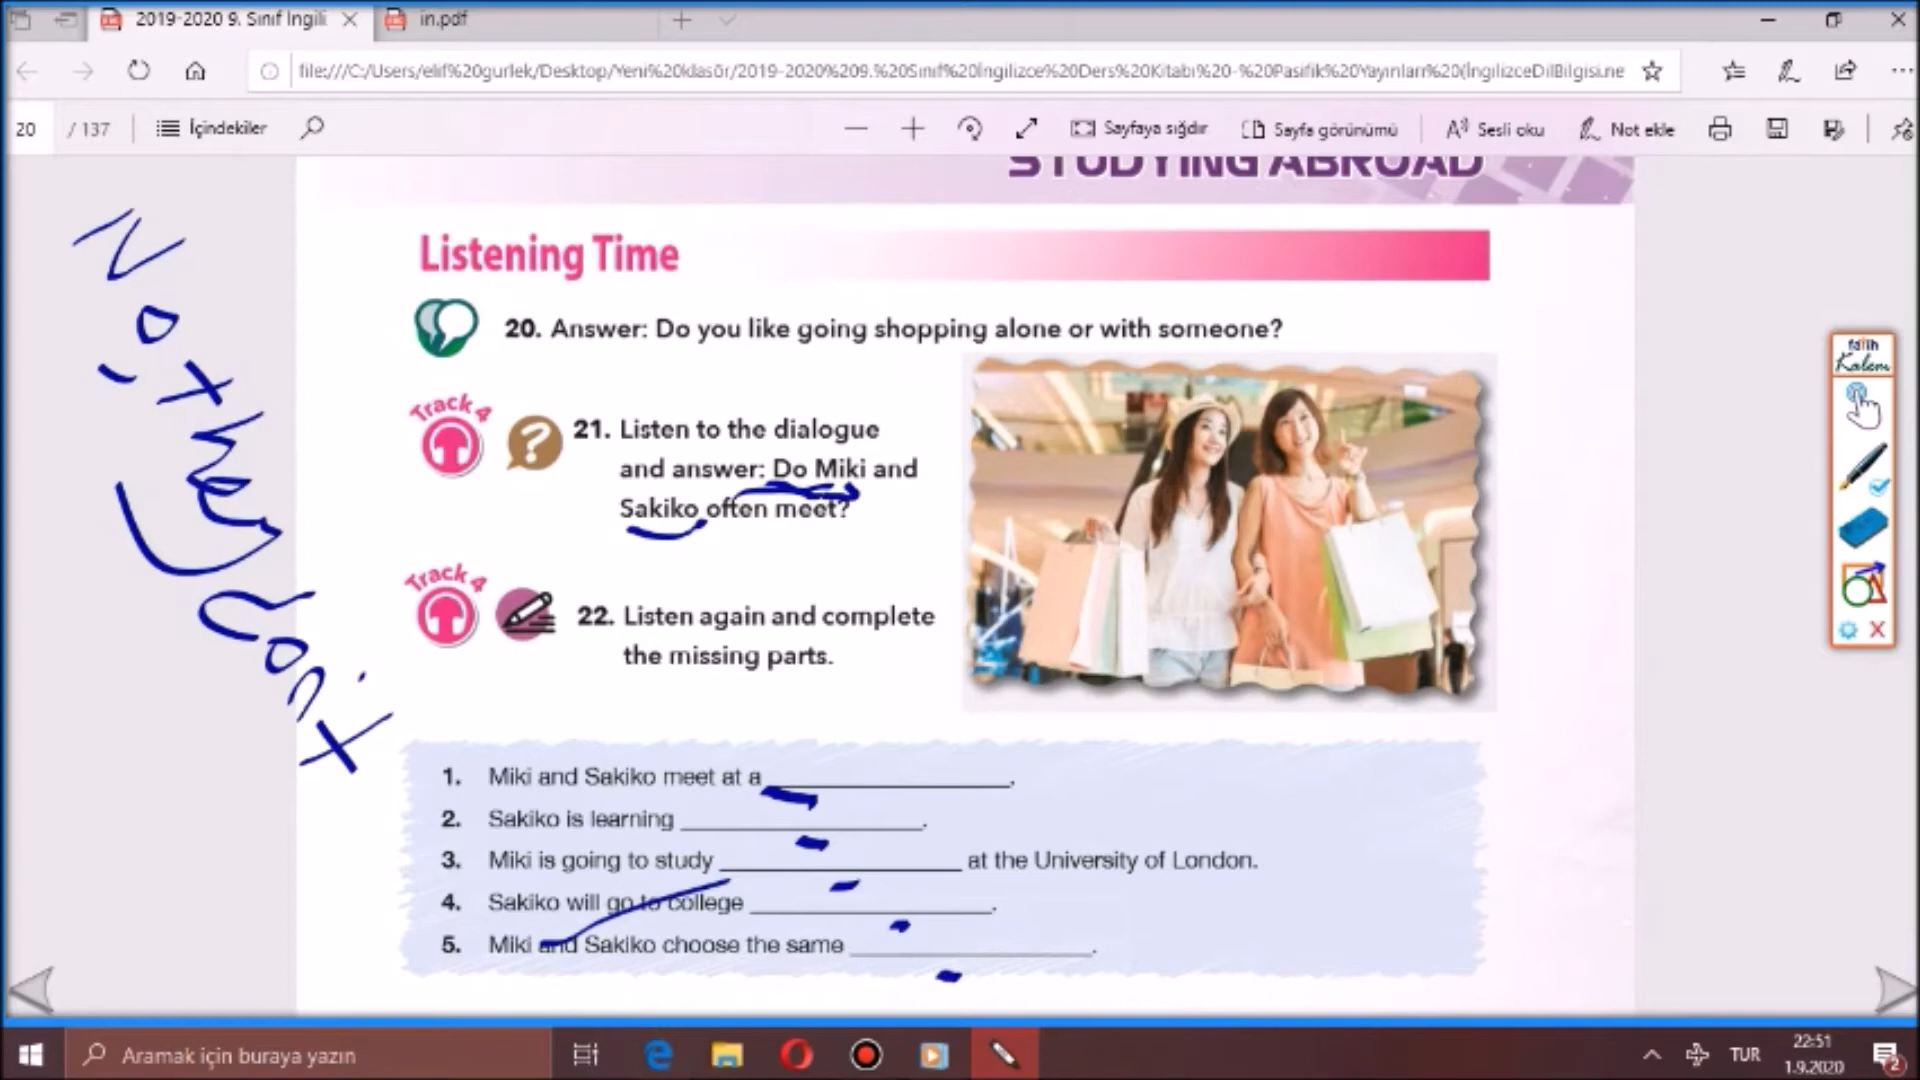 2019-2020 9. Sınıf İngili
in.pdf
file:///C:/Users/elif%20gurlek/Desktop/Yeni%20klasör/2019-2020%209.%20Sınıf%20İngilizce%20Ders%20Kitabı%20-%20Pasifik%20Yayınları%20(İngilizceDilBilgisi.ne
20 / 137 İçindekiler Sayfaya sığdır Sayfa görünümü Sesli oku Not ekle
STUDYING ABROAD
Listening Time
20. Answer: Do you like going shopping alone or with someone?
Track 4
21. Listen to the dialogue
and answer: Do Miki and
Sakiko often meet?
Track 4
22. Listen again and complete
the missing parts.
No, they don't
1. Miki and Sakiko meet at a ____________.
2. Sakiko is learning ____________.
3. Miki is going to study ____________ at the University of London.
4. Sakiko will go to college ____________.
5. Miki and Sakiko choose the same ____________.
fatih
Kalem
Aramak için buraya yazın
TUR
22:51
1.9.2020
2